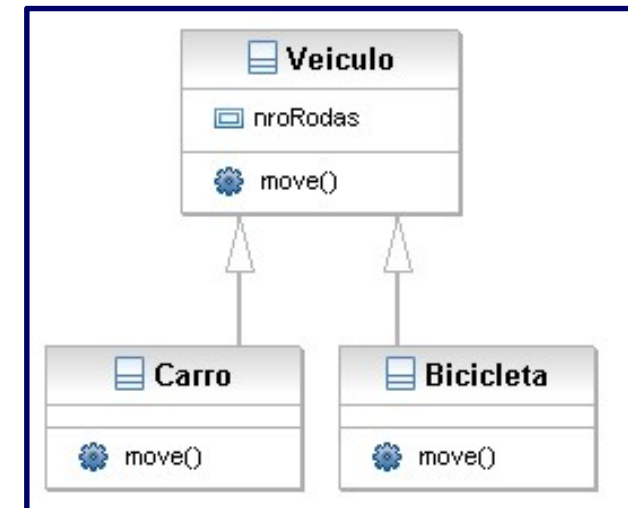 Veiculo
nroRodas
move()
Carro
move()
Bicicleta
move()